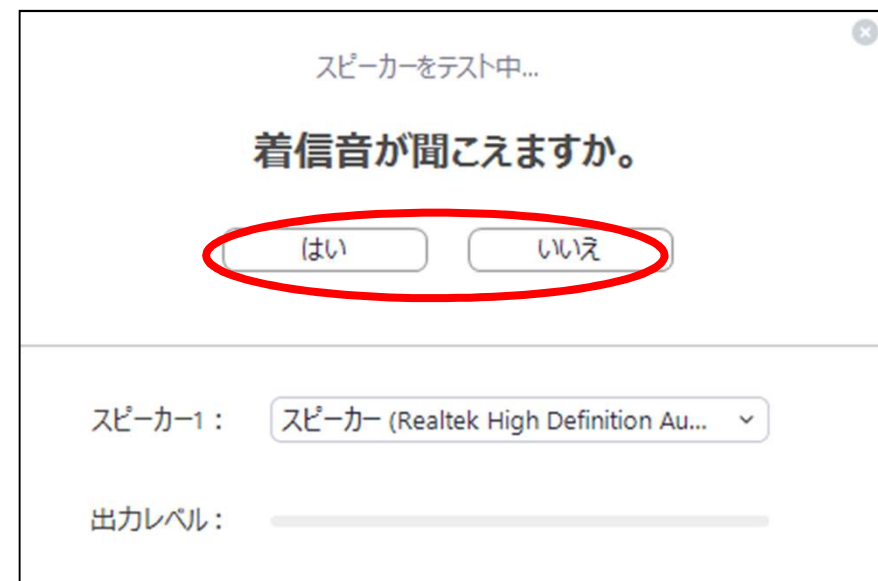 スピーカーをテスト中...
着信音が聞こえますか。
はい いいえ
スピーカー1： スピーカー (Realtek High Definition Au...
出力レベル：